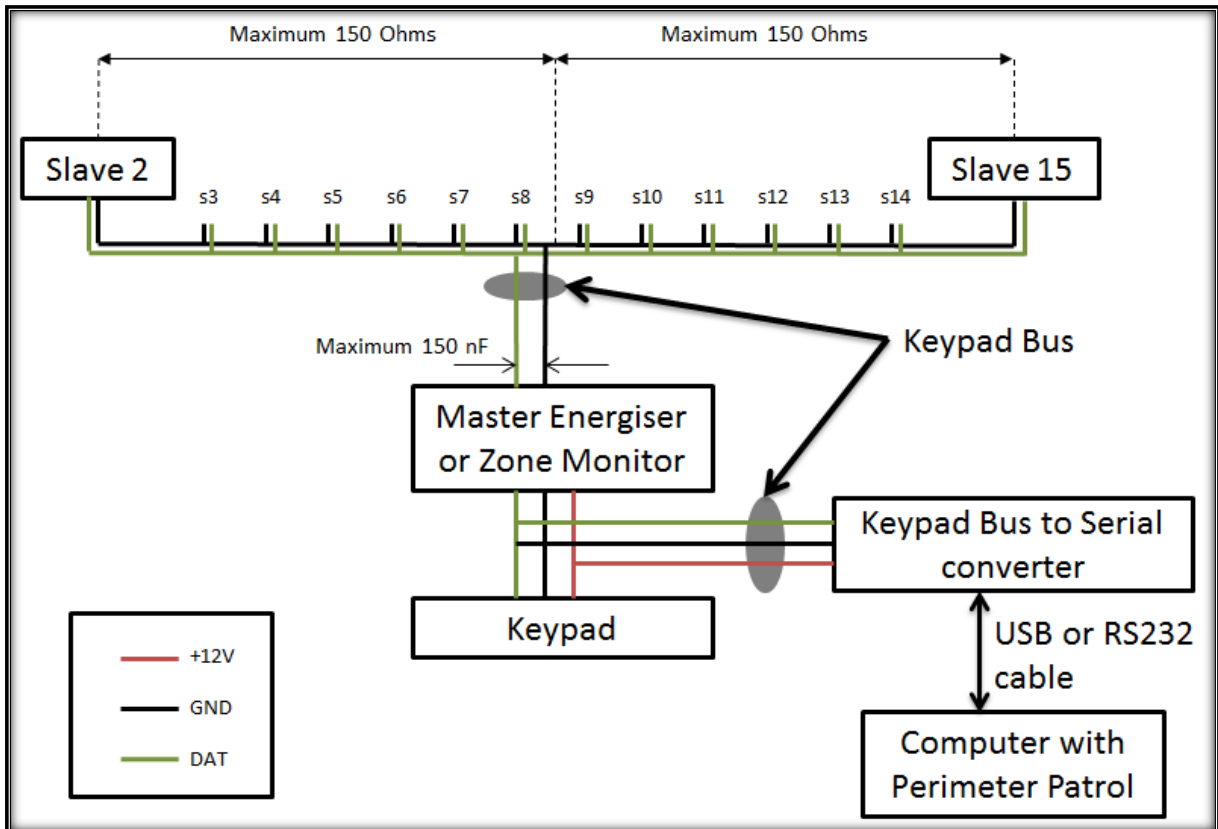 Maximum 150 Ohms
Maximum 150 Ohms
Slave 2
Slave 15
s3
s4
s5
s6
s7
s8
s9
s10
s11
s12
s13
s14
Keypad Bus
Maximum 150 nF
Master Energiser
or Zone Monitor
Keypad Bus to Serial
converter
Keypad
USB or RS232
cable
+12V
GND
DAT
Computer with
Perimeter Patrol